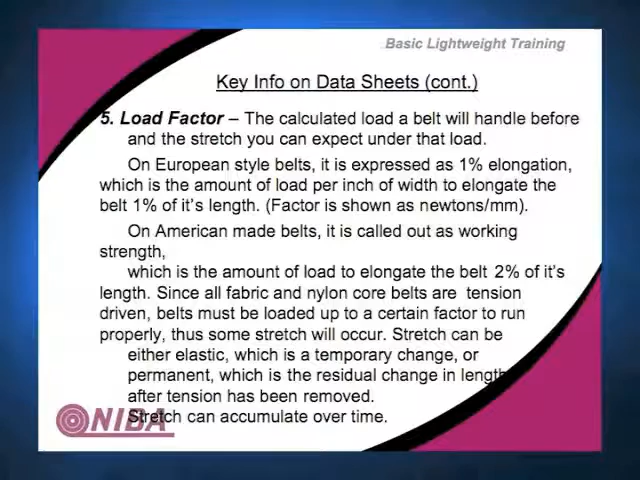 Basic Lightweight Training
Key Info on Data Sheets (cont.)
5. Load Factor – The calculated load a belt will handle before
and the stretch you can expect under that load.
On European style belts, it is expressed as 1% elongation,
which is the amount of load per inch of width to elongate the
belt 1% of it's length. (Factor is shown as newtons/mm).
On American made belts, it is called out as working
strength,
which is the amount of load to elongate the belt 2% of it's
length. Since all fabric and nylon core belts are tension
driven, belts must be loaded up to a certain factor to run
properly, thus some stretch will occur. Stretch can be
either elastic, which is a temporary change, or
permanent, which is the residual change in length
after tension has been removed.
Stretch can accumulate over time.
NIBA